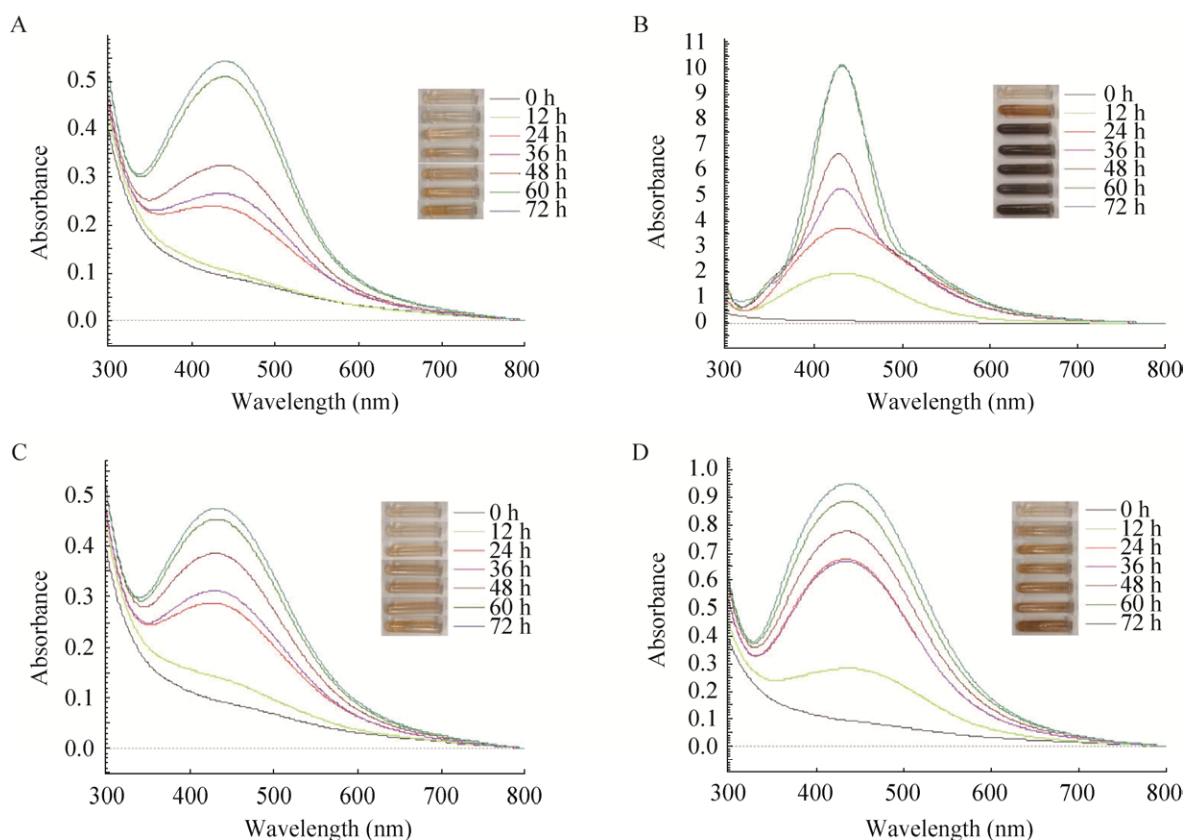 A
Absorbance
0.5
0.4
0.3
0.2
0.1
0.0
300 400 500 600 700 800
Wavelength (nm)
0 h
12 h
24 h
36 h
48 h
60 h
72 h
B
Absorbance
11
10
9
8
7
6
5
4
3
2
1
0
300 400 500 600 700 800
Wavelength (nm)
0 h
12 h
24 h
36 h
48 h
60 h
72 h
C
Absorbance
0.5
0.4
0.3
0.2
0.1
0.0
300 400 500 600 700 800
Wavelength (nm)
0 h
12 h
24 h
36 h
48 h
60 h
72 h
D
Absorbance
1.0
0.9
0.8
0.7
0.6
0.5
0.4
0.3
0.2
0.1
0.0
300 400 500 600 700 800
Wavelength (nm)
0 h
12 h
24 h
36 h
48 h
60 h
72 h